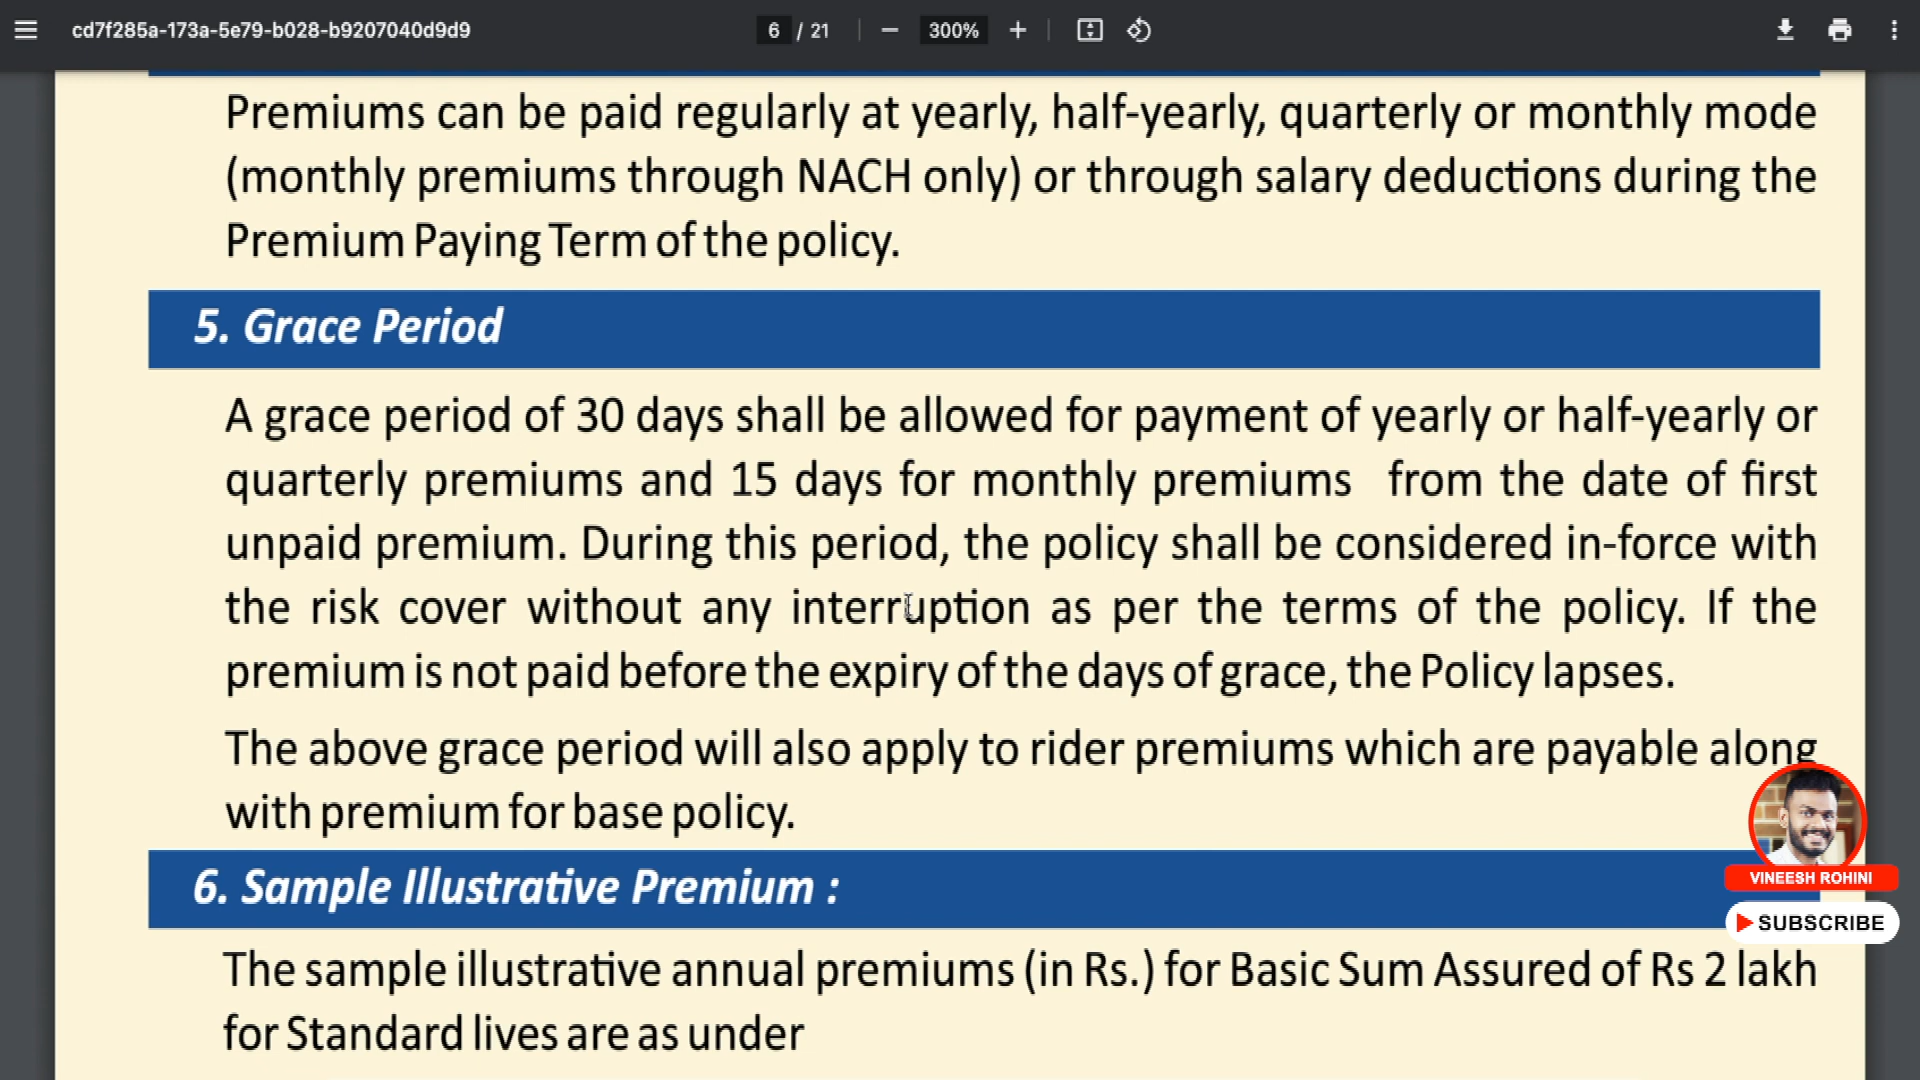 cd7f285a-173a-5e79-b028-b9207040d9d9
6 / 21
300%
Premiums can be paid regularly at yearly, half-yearly, quarterly or monthly mode
(monthly premiums through NACH only) or through salary deductions during the
Premium Paying Term of the policy.
5. Grace Period
A grace period of 30 days shall be allowed for payment of yearly or half-yearly or
quarterly premiums and 15 days for monthly premiums from the date of first
unpaid premium. During this period, the policy shall be considered in-force with
the risk cover without any interruption as per the terms of the policy. If the
premium is not paid before the expiry of the days of grace, the Policy lapses.
The above grace period will also apply to rider premiums which are payable along
with premium for base policy.
6. Sample Illustrative Premium :
VINEESH ROHINI
SUBSCRIBE
The sample illustrative annual premiums (in Rs.) for Basic Sum Assured of Rs 2 lakh
for Standard lives are as under